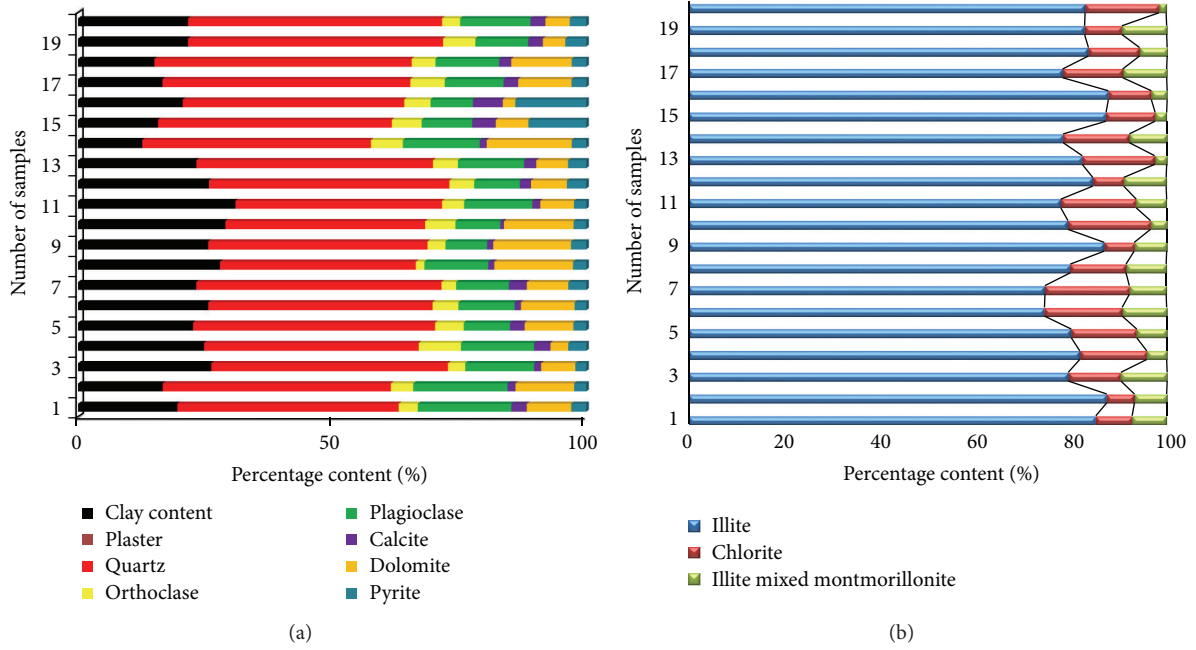 Number of samples
19
17
15
13
11
9
7
5
3
1
0
50
100
Percentage content (%)
Clay content
Plaster
Quartz
Orthoclase
Plagioclase
Calcite
Dolomite
Pyrite
(a)
Number of samples
19
17
15
13
11
9
7
5
3
1
0
20
40
60
80
100
Percentage content (%)
Illite
Chlorite
Illite mixed montmorillonite
(b)